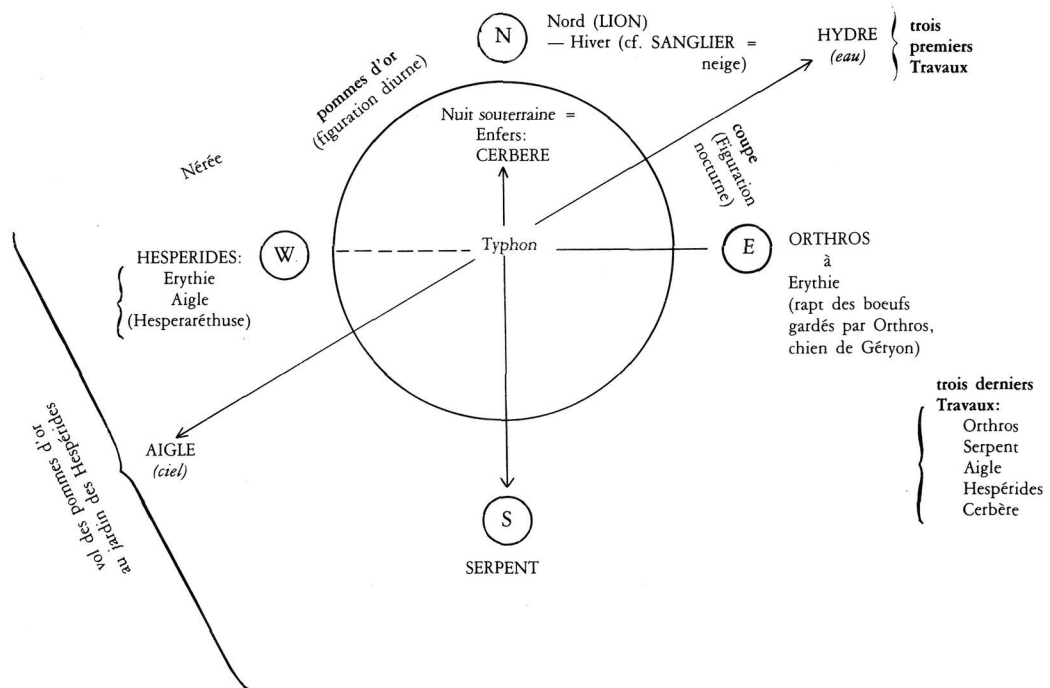 N
Nord (LION)
— Hiver (cf. SANGLIER =
neige)
HYDRE
(eau)
trois
premiers
Travaux
pommes d'or
(figuration diurne)
Nuit souterraine =
Enfers:
CERBERE
coupe
(Figuration
nocturne)
Nérée
Typhon
W
HESPERIDES:
Erythie
Aigle
(Hesperaréthuse)
E
ORTHROS
à
Erythie
(rapt des boeufs
gardés par Orthros,
chien de Géryon)
AIGLE
(ciel)
vol des pommes d'or
au jardin des Hespérides
S
SERPENT
trois derniers
Travaux:
Orthros
Serpent
Aigle
Hespérides
Cerbère